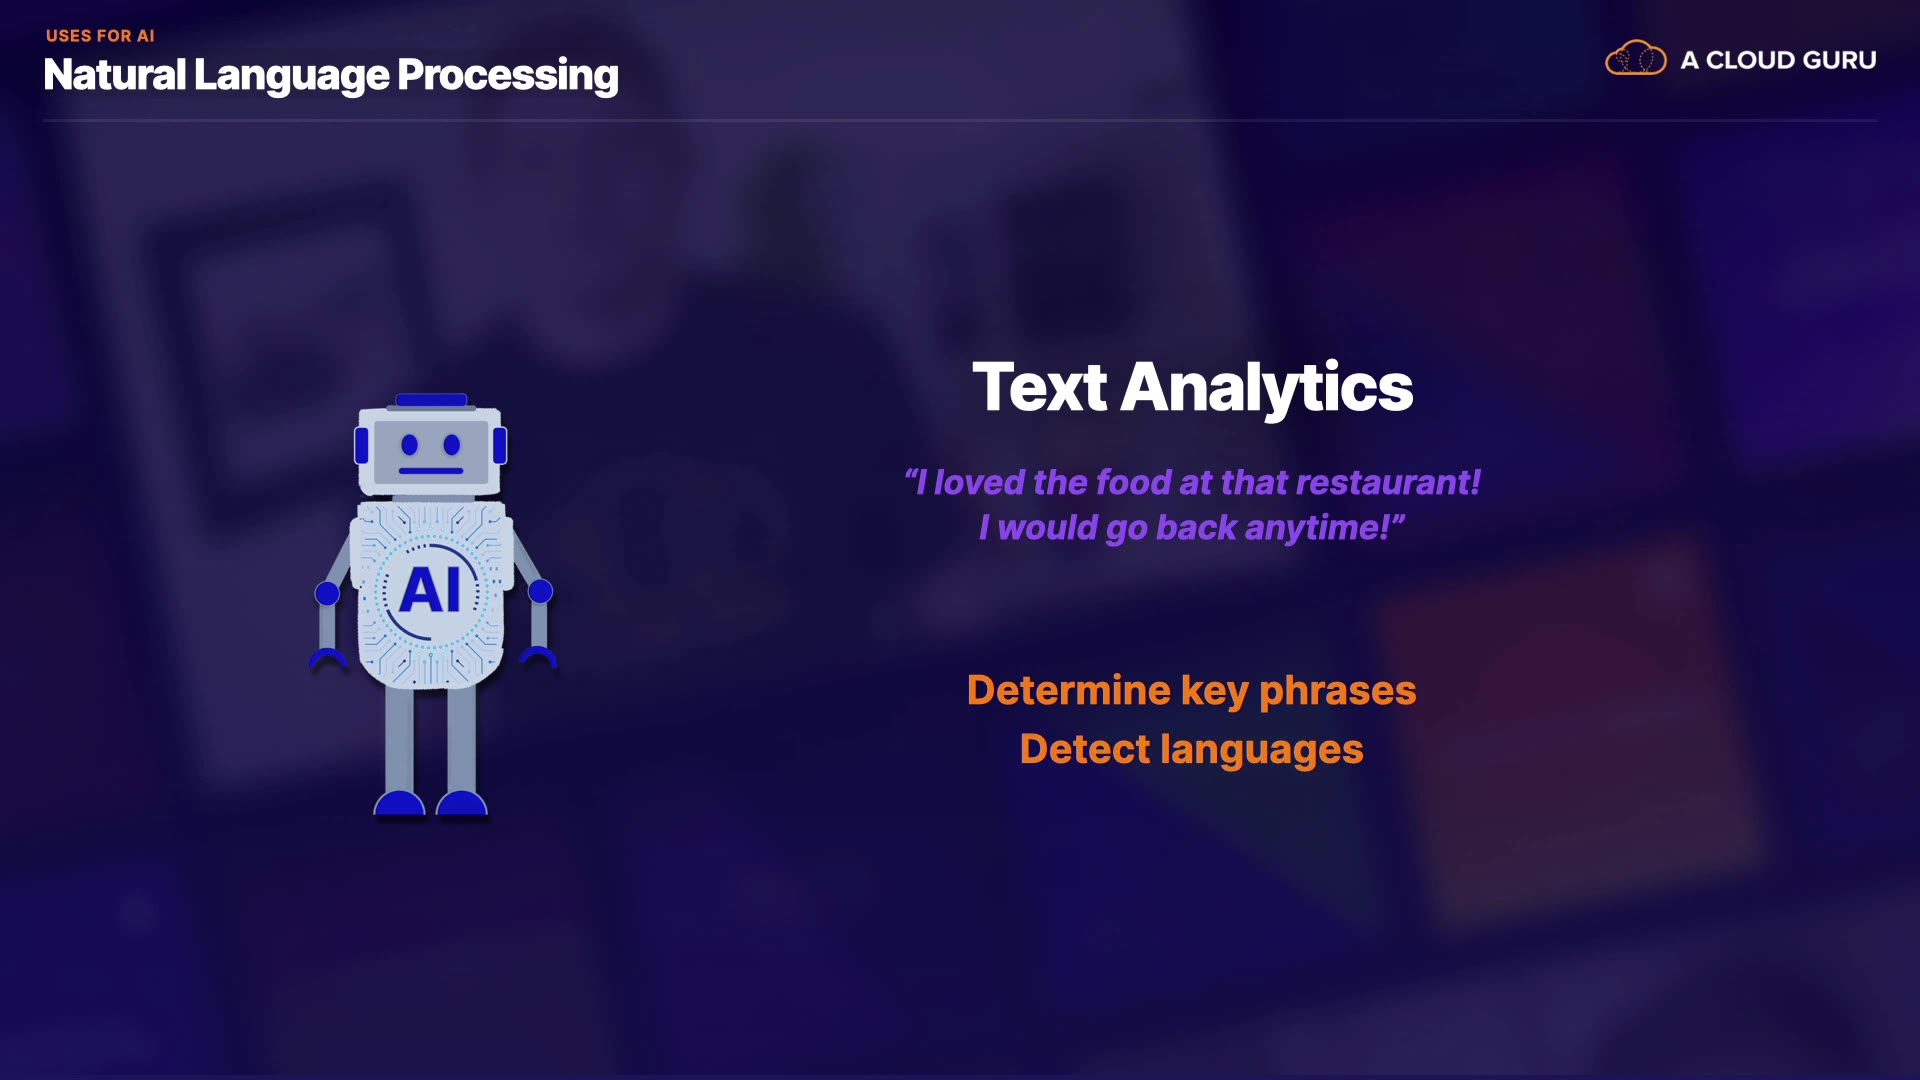 USES FOR AI
Natural Language Processing
A CLOUD GURU
Text Analytics
“I loved the food at that restaurant!
I would go back anytime!”
AI
Determine key phrases
Detect languages